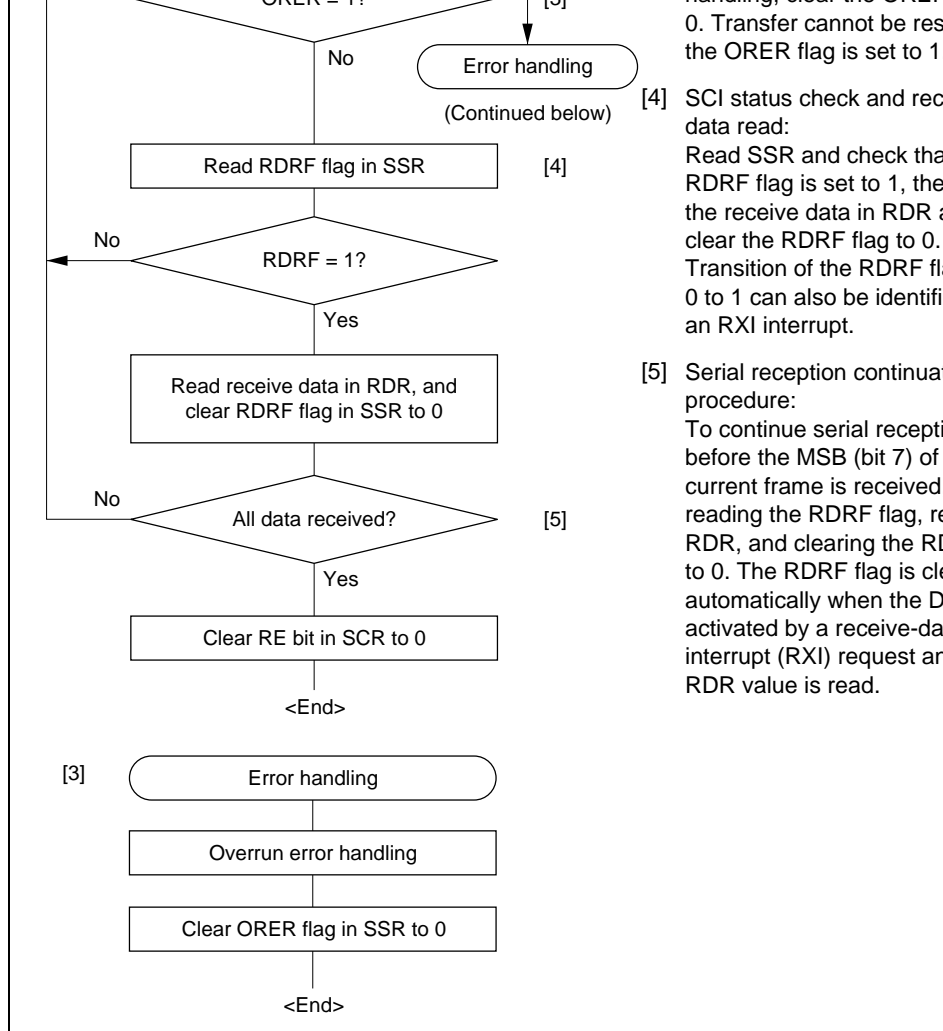 ORER = 1?
[3]
No
Error handling
(Continued below)
Read RDRF flag in SSR
[4]
No
RDRF = 1?
Yes
Read receive data in RDR, and
clear RDRF flag in SSR to 0
No
All data received?
[5]
Yes
Clear RE bit in SCR to 0
<End>
[3]
Error handling
Overrun error handling
Clear ORER flag in SSR to 0
<End>
handling, clear the ORER
0. Transfer cannot be res
the ORER flag is set to 1
[4] SCI status check and rec
data read:
Read SSR and check tha
RDRF flag is set to 1, the
the receive data in RDR a
clear the RDRF flag to 0.
Transition of the RDRF fla
0 to 1 can also be identifi
an RXI interrupt.
[5] Serial reception continuat
procedure:
To continue serial recepti
before the MSB (bit 7) of
current frame is received
reading the RDRF flag, re
RDR, and clearing the RD
to 0. The RDRF flag is cle
automatically when the D
activated by a receive-da
interrupt (RXI) request an
RDR value is read.